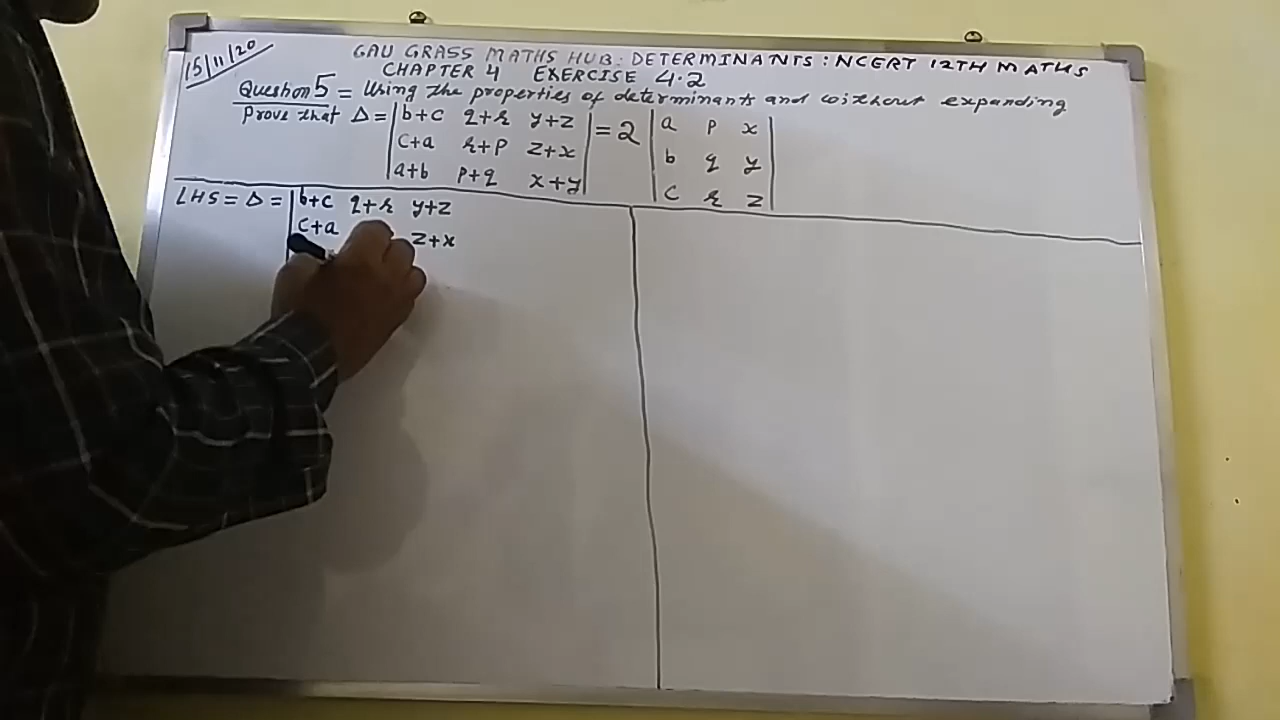 15/11/20
GAU GRASS MATHS HUB: DETERMINANTS: NCERT 12TH MATHS
CHAPTER 4 EXERCISE 4.2
Question 5 = Using the properties of determinants and without expanding
Prove that Δ = | b+c q+r y+z | = 2 | a p x |
| c+a r+p z+x | | b q y |
| a+b p+q x+y | | c r z |
LHS = Δ = | b+c q+r y+z
c+a z+x